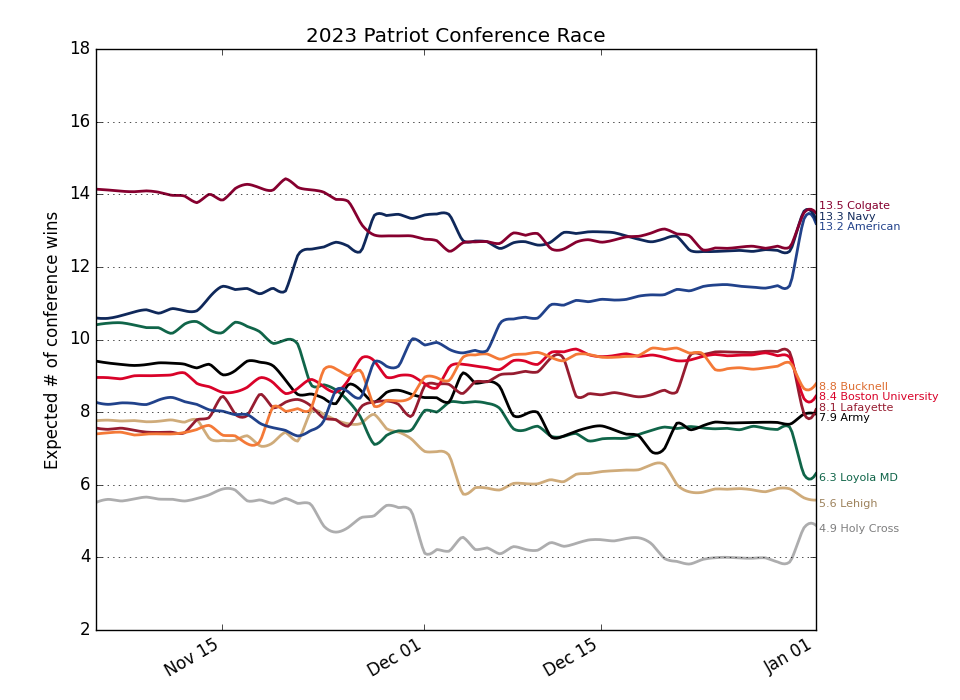 2023 Patriot Conference Race
Expected # of conference wins
18
16
14
12
10
8
6
4
2
13.5 Colgate
13.3 Navy
13.2 American
8.8 Bucknell
8.4 Boston University
8.1 Lafayette
7.9 Army
6.3 Loyola MD
5.6 Lehigh
4.9 Holy Cross
Nov 15
Dec 01
Dec 15
Jan 01